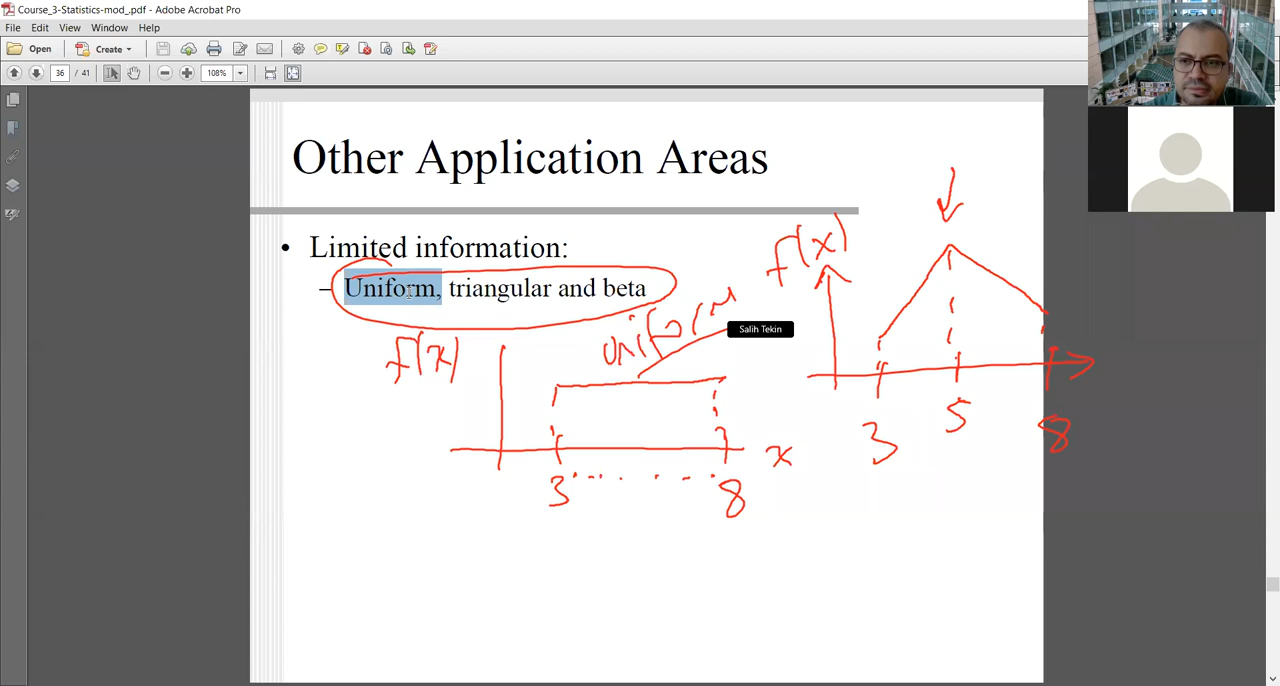 Course_3-Statistics-mod_.pdf - Adobe Acrobat Pro
File Edit View Window Help
Open Create
36 / 41 108%
Other Application Areas
• Limited information:
– Uniform, triangular and beta
f(x)
uniform
Salih Tekin
3 8 x
f(x)
3 5 8